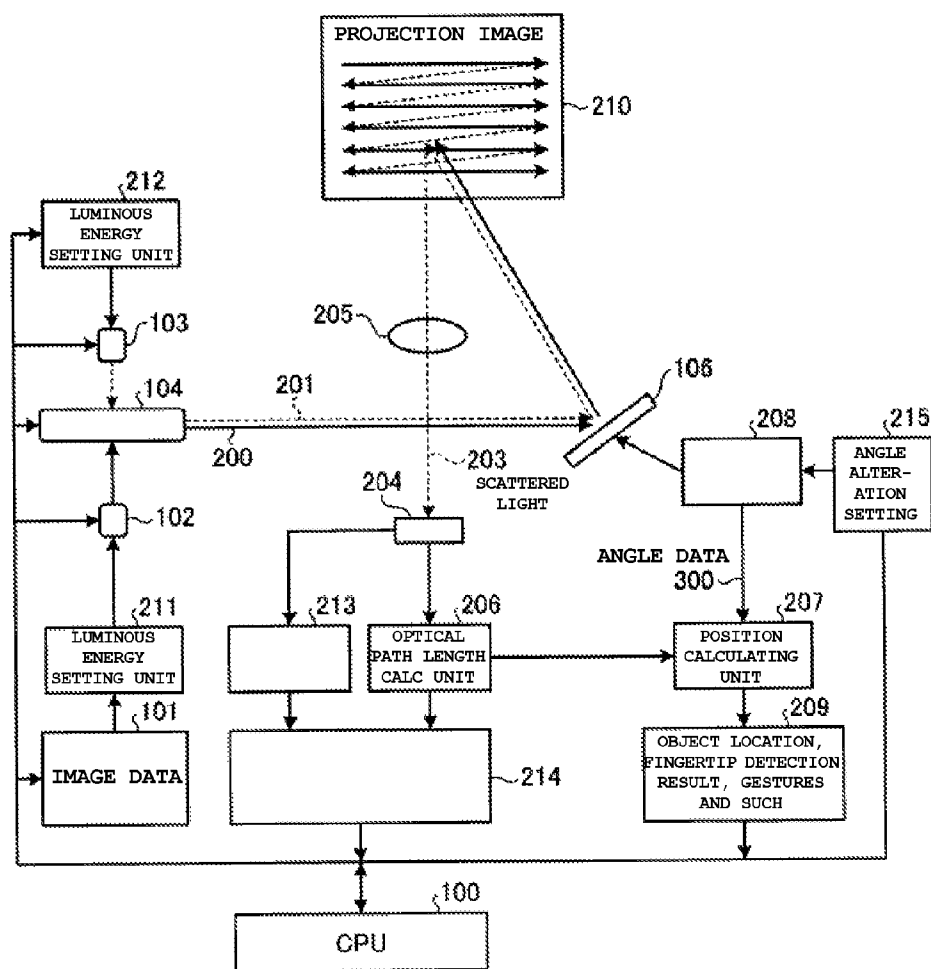 PROJECTION IMAGE
210
212
LUMINOUS
ENERGY
SETTING UNIT
103
205
104
201
200
106
208
215
ANGLE
ALTER-
ATION
SETTING
203
SCATTERED
LIGHT
204
102
ANGLE DATA
300
211
LUMINOUS
ENERGY
SETTING UNIT
213
206
OPTICAL
PATH LENGTH
CALC UNIT
207
POSITION
CALCULATING
UNIT
101
IMAGE DATA
214
209
OBJECT LOCATION,
FINGERTIP DETECTION
RESULT, GESTURES
AND SUCH
100
CPU